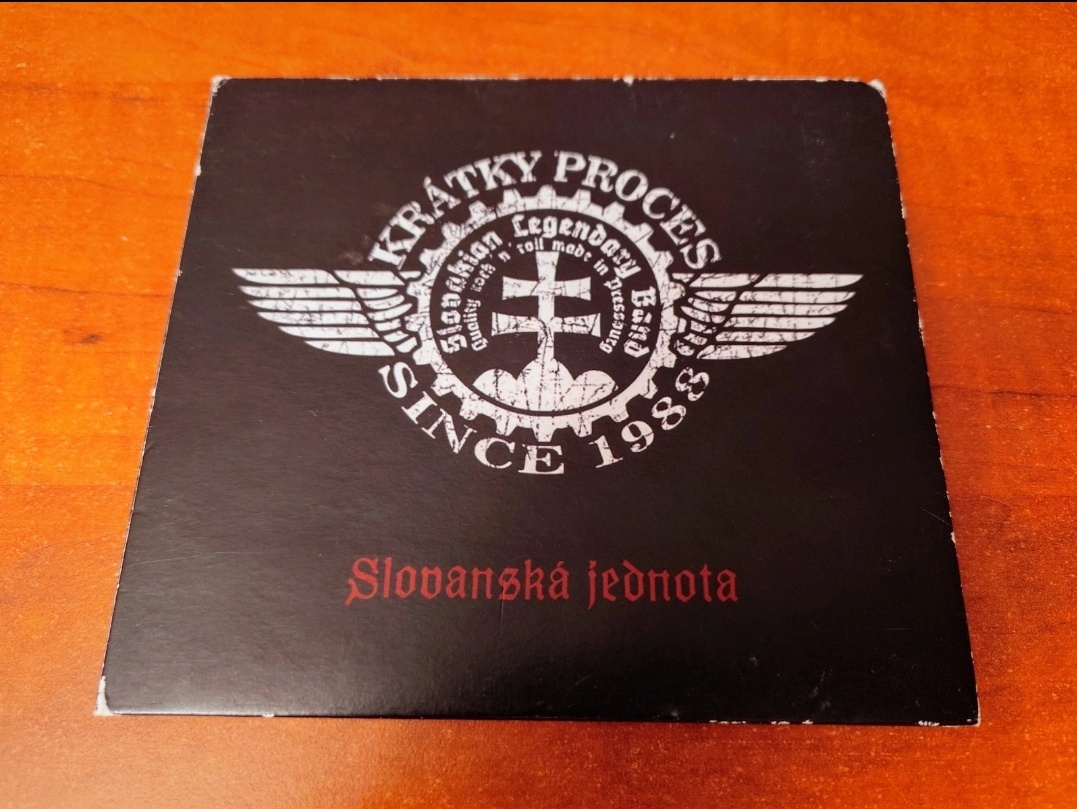 KRÁTKY PROCES
Slovakian Legendary Band
Quality rock 'n' roll made in Pressburg
SINCE 1988
Slovanská jednota